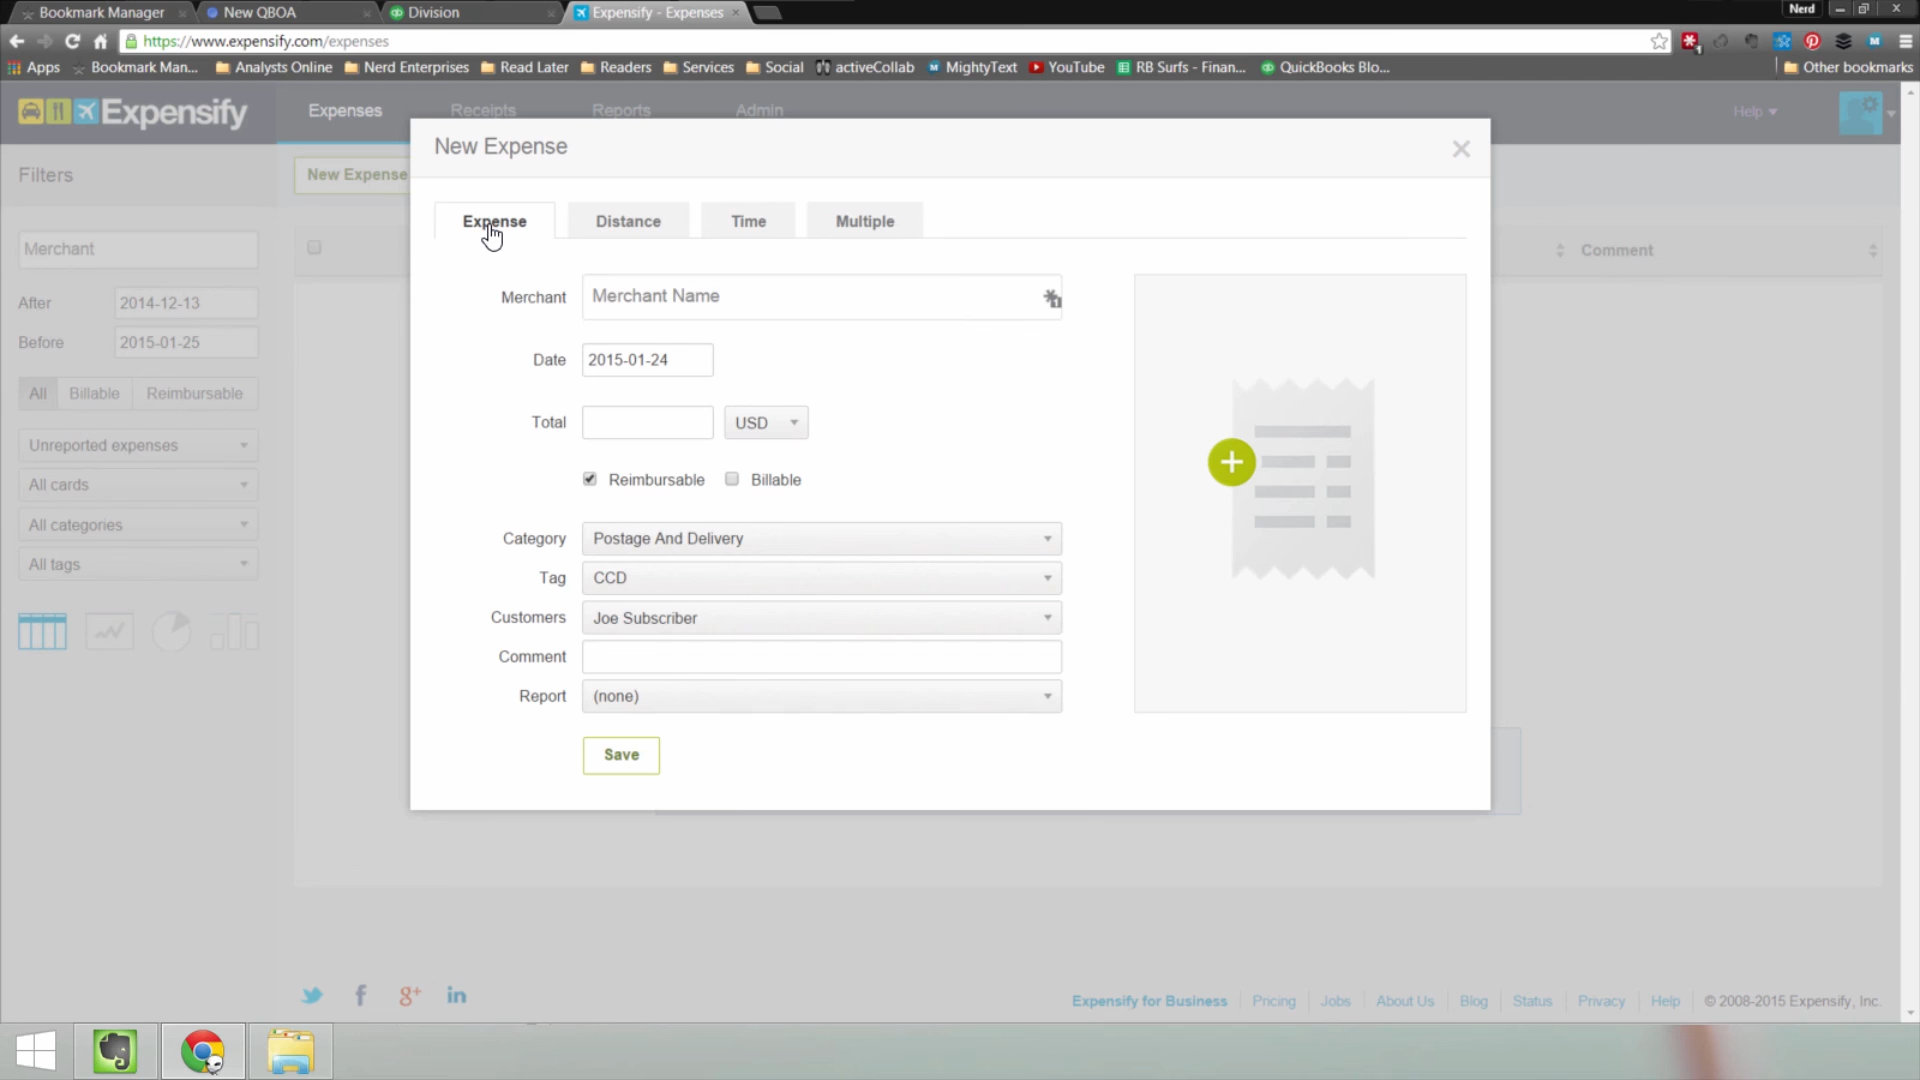 Bookmark Manager
New QBOA
Division
Expensify - Expenses
Nerd
https://www.expensify.com/expenses
Apps
Bookmark Man...
Analysts Online
Nerd Enterprises
Read Later
Readers
Services
Social
activeCollab
MightyText
YouTube
RB Surfs - Finan...
QuickBooks Blo...
Other bookmarks
Expensify
Expenses
Receipts
Reports
Admin
Help
Filters
New Expense
Merchant
After 2014-12-13
Before 2015-01-25
All Billable Reimbursable
Unreported expenses
All cards
All categories
All tags
Comment
New Expense
Expense Distance Time Multiple
Merchant Merchant Name
Date 2015-01-24
Total USD
Reimbursable Billable
Category Postage And Delivery
Tag CCD
Customers Joe Subscriber
Comment
Report (none)
Save
Expensify for Business Pricing Jobs About Us Blog Status Privacy Help © 2008-2015 Expensify, Inc.